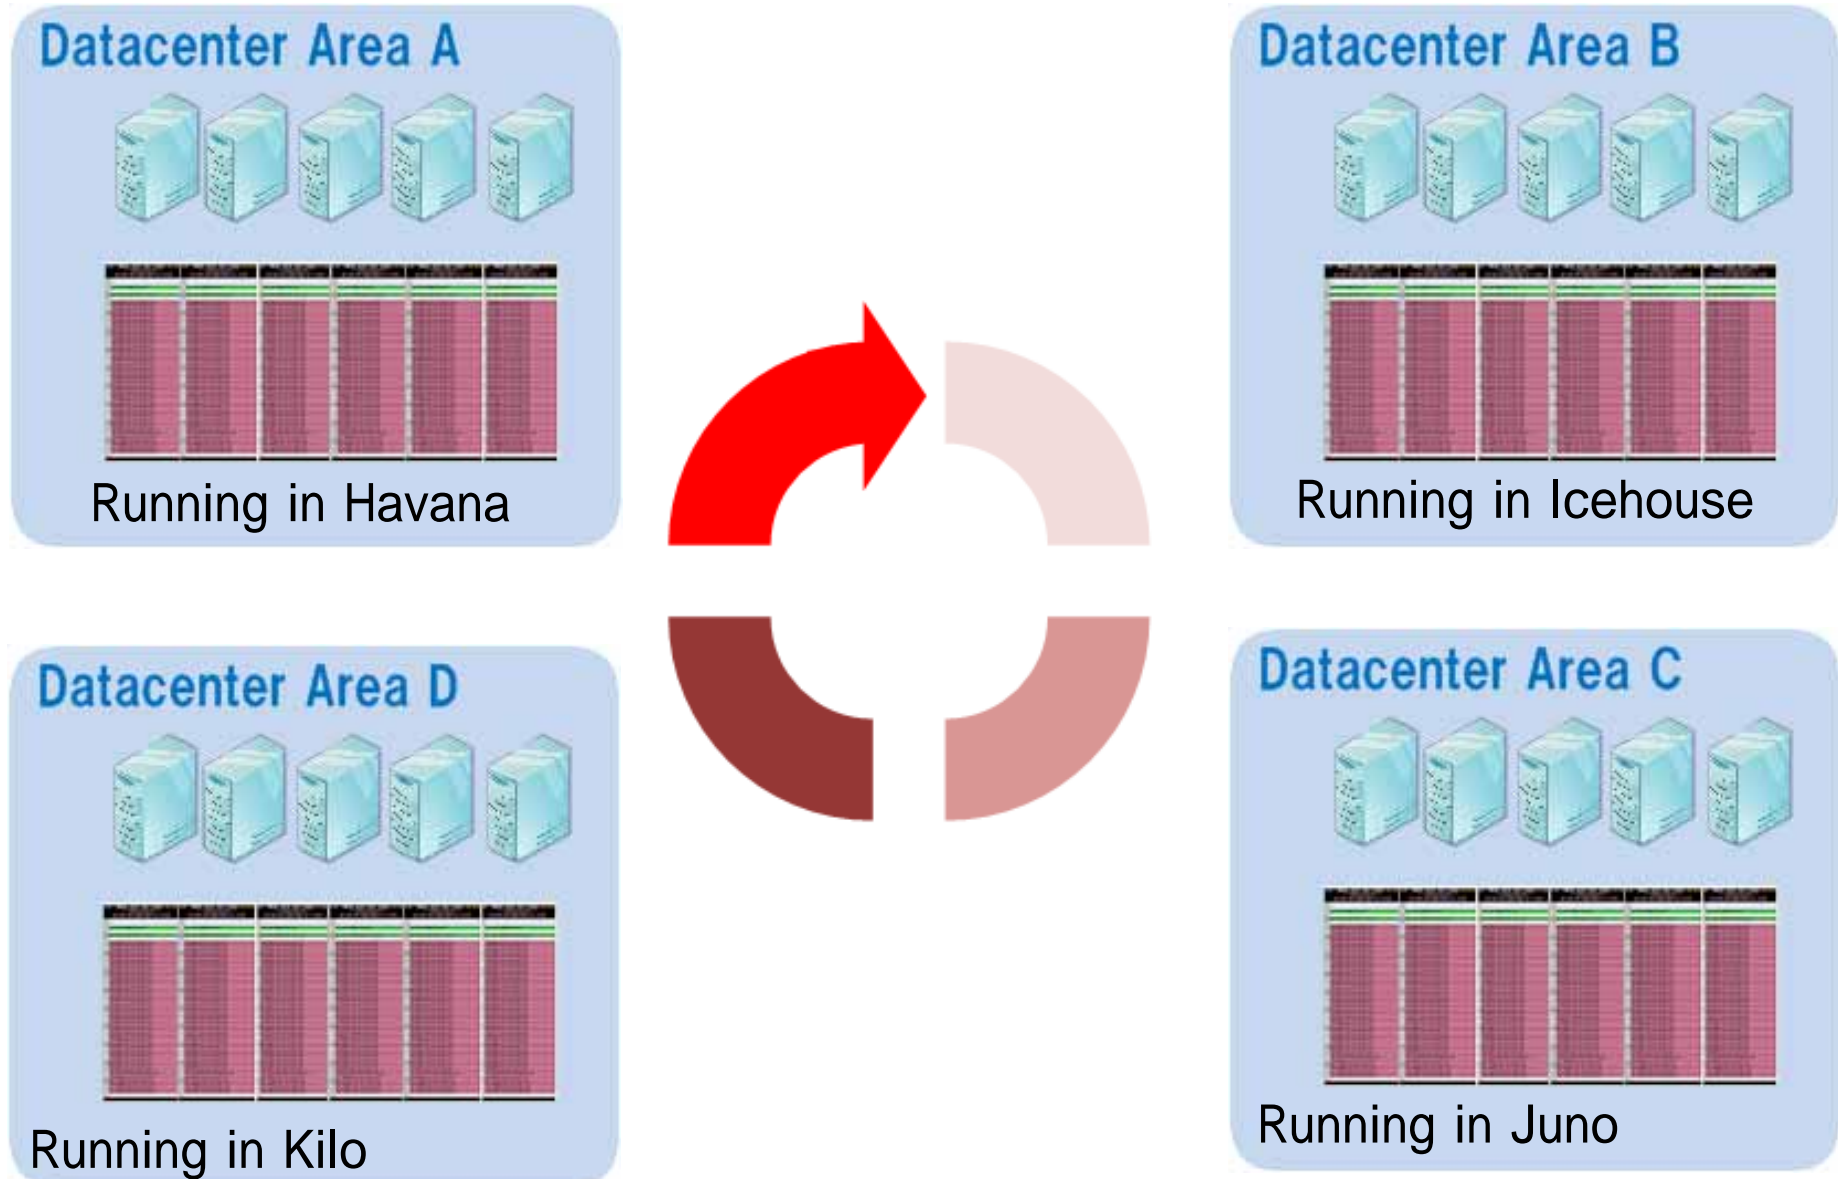 Datacenter Area A
Running in Havana
Datacenter Area B
Running in Icehouse
Datacenter Area D
Running in Kilo
Datacenter Area C
Running in Juno